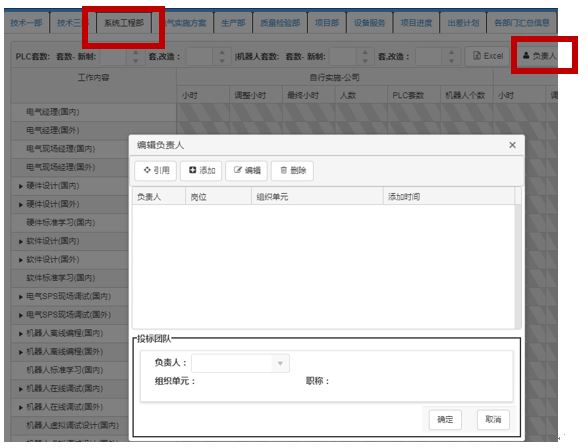 技术一部 技术三 系统工程部 气实施方案 生产部 质量检验部 项目部 设备服务 项目进度 出差计划 各部门汇总信息
PLC套数: 套数- 新制: 套,改造: |机器人套数: 套数- 新制: 套,改造: Excel 负责人
工作内容 自行实施-公司
小时 调整小时 最终小时 人数 PLC套数 机器人个数 小时 调
电气经理(国内)
电气经理(国外)
电气现场经理(国内)
电气现场经理(国外)
硬件设计(国内)
硬件设计(国外)
硬件标准学习(国内)
软件设计(国内)
软件设计(国外)
软件标准学习(国内)
电气SPS现场调试(国内)
电气SPS现场调试(国外)
机器人离线编程(国内)
机器人离线编程(国外)
机器人标准学习(国内)
机器人在线调试(国内)
机器人在线调试(国外)
机器人虚拟调试设计(国内)
编辑负责人
引用 添加 编辑 删除
负责人 岗位 组织单元 添加时间
投标团队
负责人：
组织单元： 职称：
确定 取消